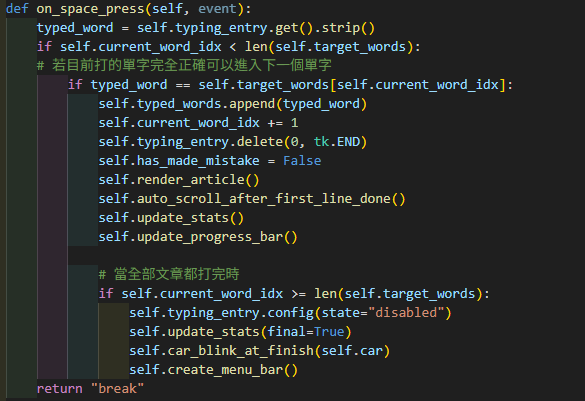 def on_space_press(self, event):
    typed_word = self.typing_entry.get().strip()
    if self.current_word_idx < len(self.target_words):
    # 若目前打的單字完全正確可以進入下一個單字
        if typed_word == self.target_words[self.current_word_idx]:
            self.typed_words.append(typed_word)
            self.current_word_idx += 1
            self.typing_entry.delete(0, tk.END)
            self.has_made_mistake = False
            self.render_article()
            self.auto_scroll_after_first_line_done()
            self.update_stats()
            self.update_progress_bar()

            # 當全部文章都打完時
            if self.current_word_idx >= len(self.target_words):
                self.typing_entry.config(state="disabled")
                self.update_stats(final=True)
                self.car_blink_at_finish(self.car)
                self.create_menu_bar()
    return "break"